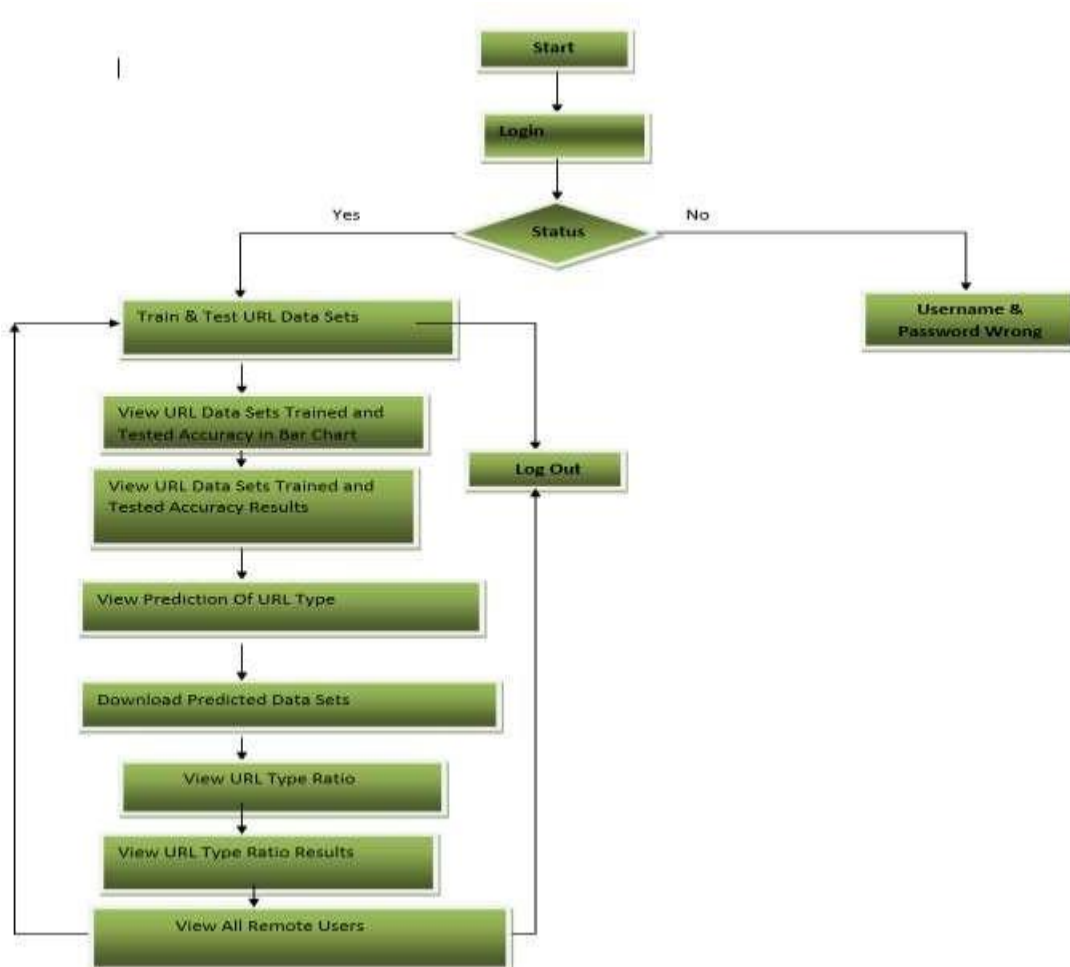 Start
Login
Status
Yes
No
Train & Test URL Data Sets
Username &
Password Wrong
View URL Data Sets Trained and
Tested Accuracy in Bar Chart
Log Out
View URL Data Sets Trained and
Tested Accuracy Results
View Prediction Of URL Type
Download Predicted Data Sets
View URL Type Ratio
View URL Type Ratio Results
View All Remote Users